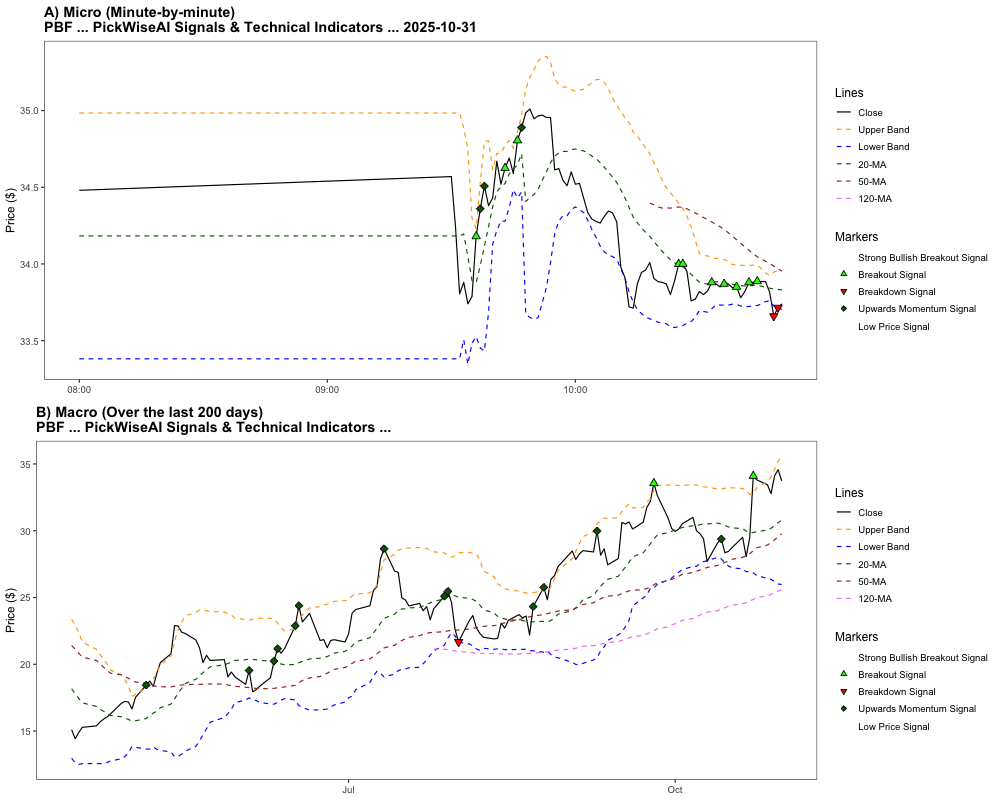 A) Micro (Minute-by-minute)
PBF ... PickWiseAI Signals & Technical Indicators ... 2025-10-31
Price ($)
35.0
34.5
34.0
33.5
08:00
09:00
10:00
Lines
Close
Upper Band
Lower Band
20-MA
50-MA
120-MA
Markers
Strong Bullish Breakout Signal
Breakout Signal
Breakdown Signal
Upwards Momentum Signal
Low Price Signal
B) Macro (Over the last 200 days)
PBF ... PickWiseAI Signals & Technical Indicators ...
Price ($)
35
30
25
20
15
Jul
Oct
Lines
Close
Upper Band
Lower Band
20-MA
50-MA
120-MA
Markers
Strong Bullish Breakout Signal
Breakout Signal
Breakdown Signal
Upwards Momentum Signal
Low Price Signal